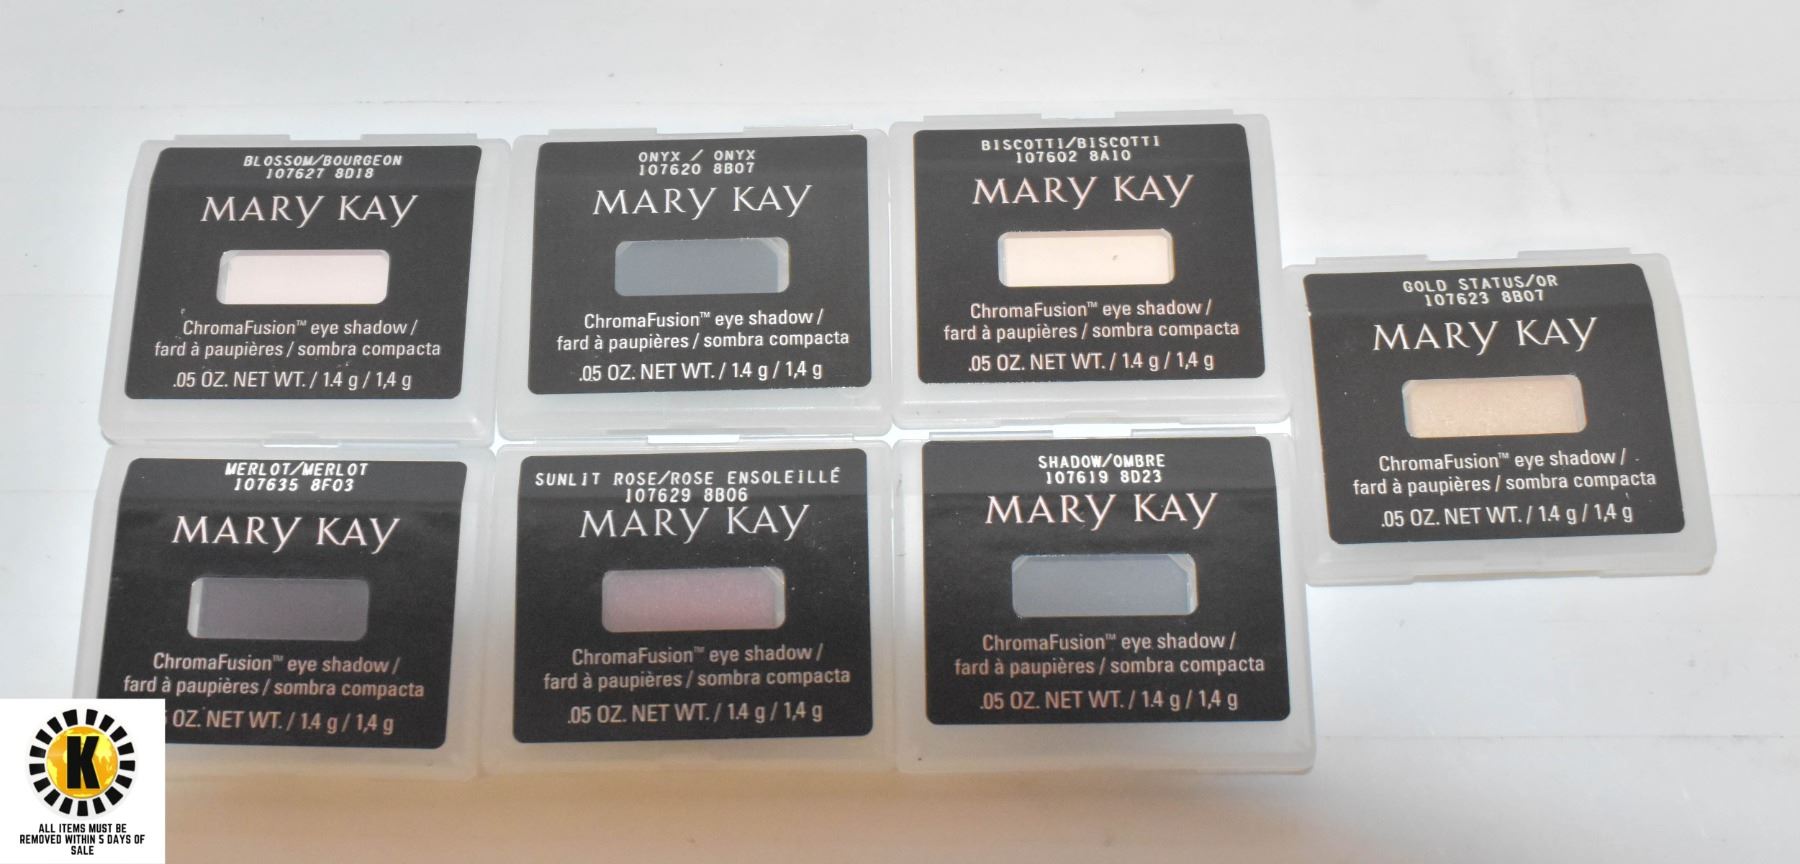 BLOSSOM/BOURGEON
107627 8D18
MARY KAY
ChromaFusion™ eye shadow /
fard à paupières / sombra compacta
.05 OZ. NET WT. / 1.4 g / 1,4 g
ONYX / ONYX
107620 8B07
MARY KAY
ChromaFusion™ eye shadow /
fard à paupières / sombra compacta
.05 OZ. NET WT. / 1.4 g / 1,4 g
BISCOTTI/BISCOTTI
107602 8A10
MARY KAY
ChromaFusion™ eye shadow /
fard à paupières / sombra compacta
.05 OZ. NET WT. / 1.4 g / 1,4 g
GOLD STATUS/OR
107623 8B07
MARY KAY
ChromaFusion™ eye shadow /
fard à paupières / sombra compacta
.05 OZ. NET WT. / 1.4 g / 1,4 g
MERLOT/MERLOT
107635 8F03
MARY KAY
ChromaFusion™ eye shadow /
fard à paupières / sombra compacta
OZ. NET WT. / 1.4 g / 1,4 g
SUNLIT ROSE/ROSE ENSOLEILLÉ
107629 8B06
MARY KAY
ChromaFusion™ eye shadow /
fard à paupières / sombra compacta
.05 OZ. NET WT. / 1.4 g / 1,4 g
SHADOW/OMBRE
107619 8D23
MARY KAY
ChromaFusion™ eye shadow /
fard à paupières / sombra compacta
.05 OZ. NET WT. / 1.4 g / 1,4 g
K
ALL ITEMS MUST BE
REMOVED WITHIN 5 DAYS OF
SALE